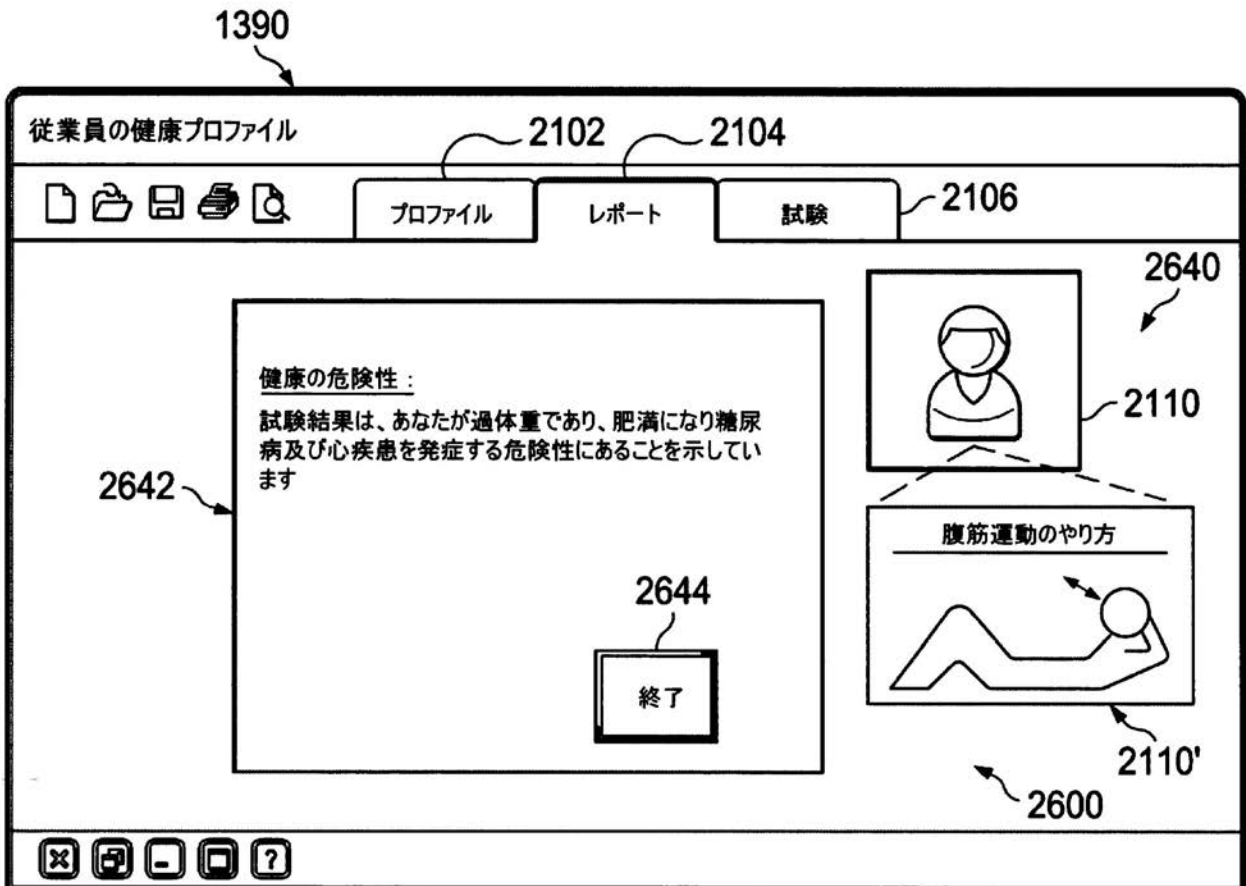 1390
従業員の健康プロファイル
2102
2104
プロファイル
レポート
試験
2106
2640
健康の危険性：
試験結果は、あなたが過体重であり、肥満になり糖尿
病及び心疾患を発症する危険性にあることを示してい
ます
2110
2642
腹筋運動のやり方
2644
終了
2110'
2600
?